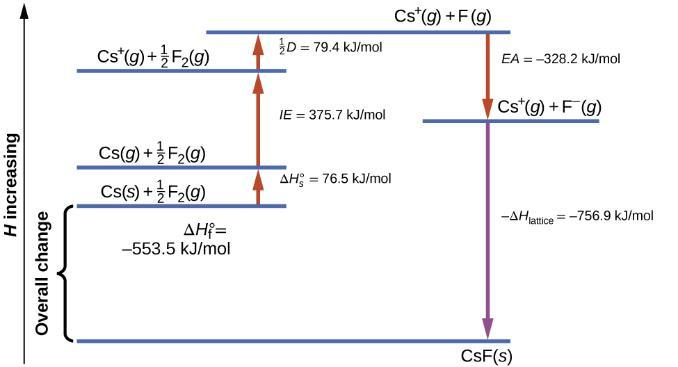 Cs⁺(g) + F(g)
½D = 79.4 kJ/mol
Cs⁺(g) + ½F₂(g)
EA = –328.2 kJ/mol
Cs⁺(g) + F⁻(g)
IE = 375.7 kJ/mol
Cs(g) + ½F₂(g)
ΔH°ₛ = 76.5 kJ/mol
Cs(s) + ½F₂(g)
ΔH°f =
–553.5 kJ/mol
–ΔHlattice = –756.9 kJ/mol
H increasing
Overall change
CsF(s)